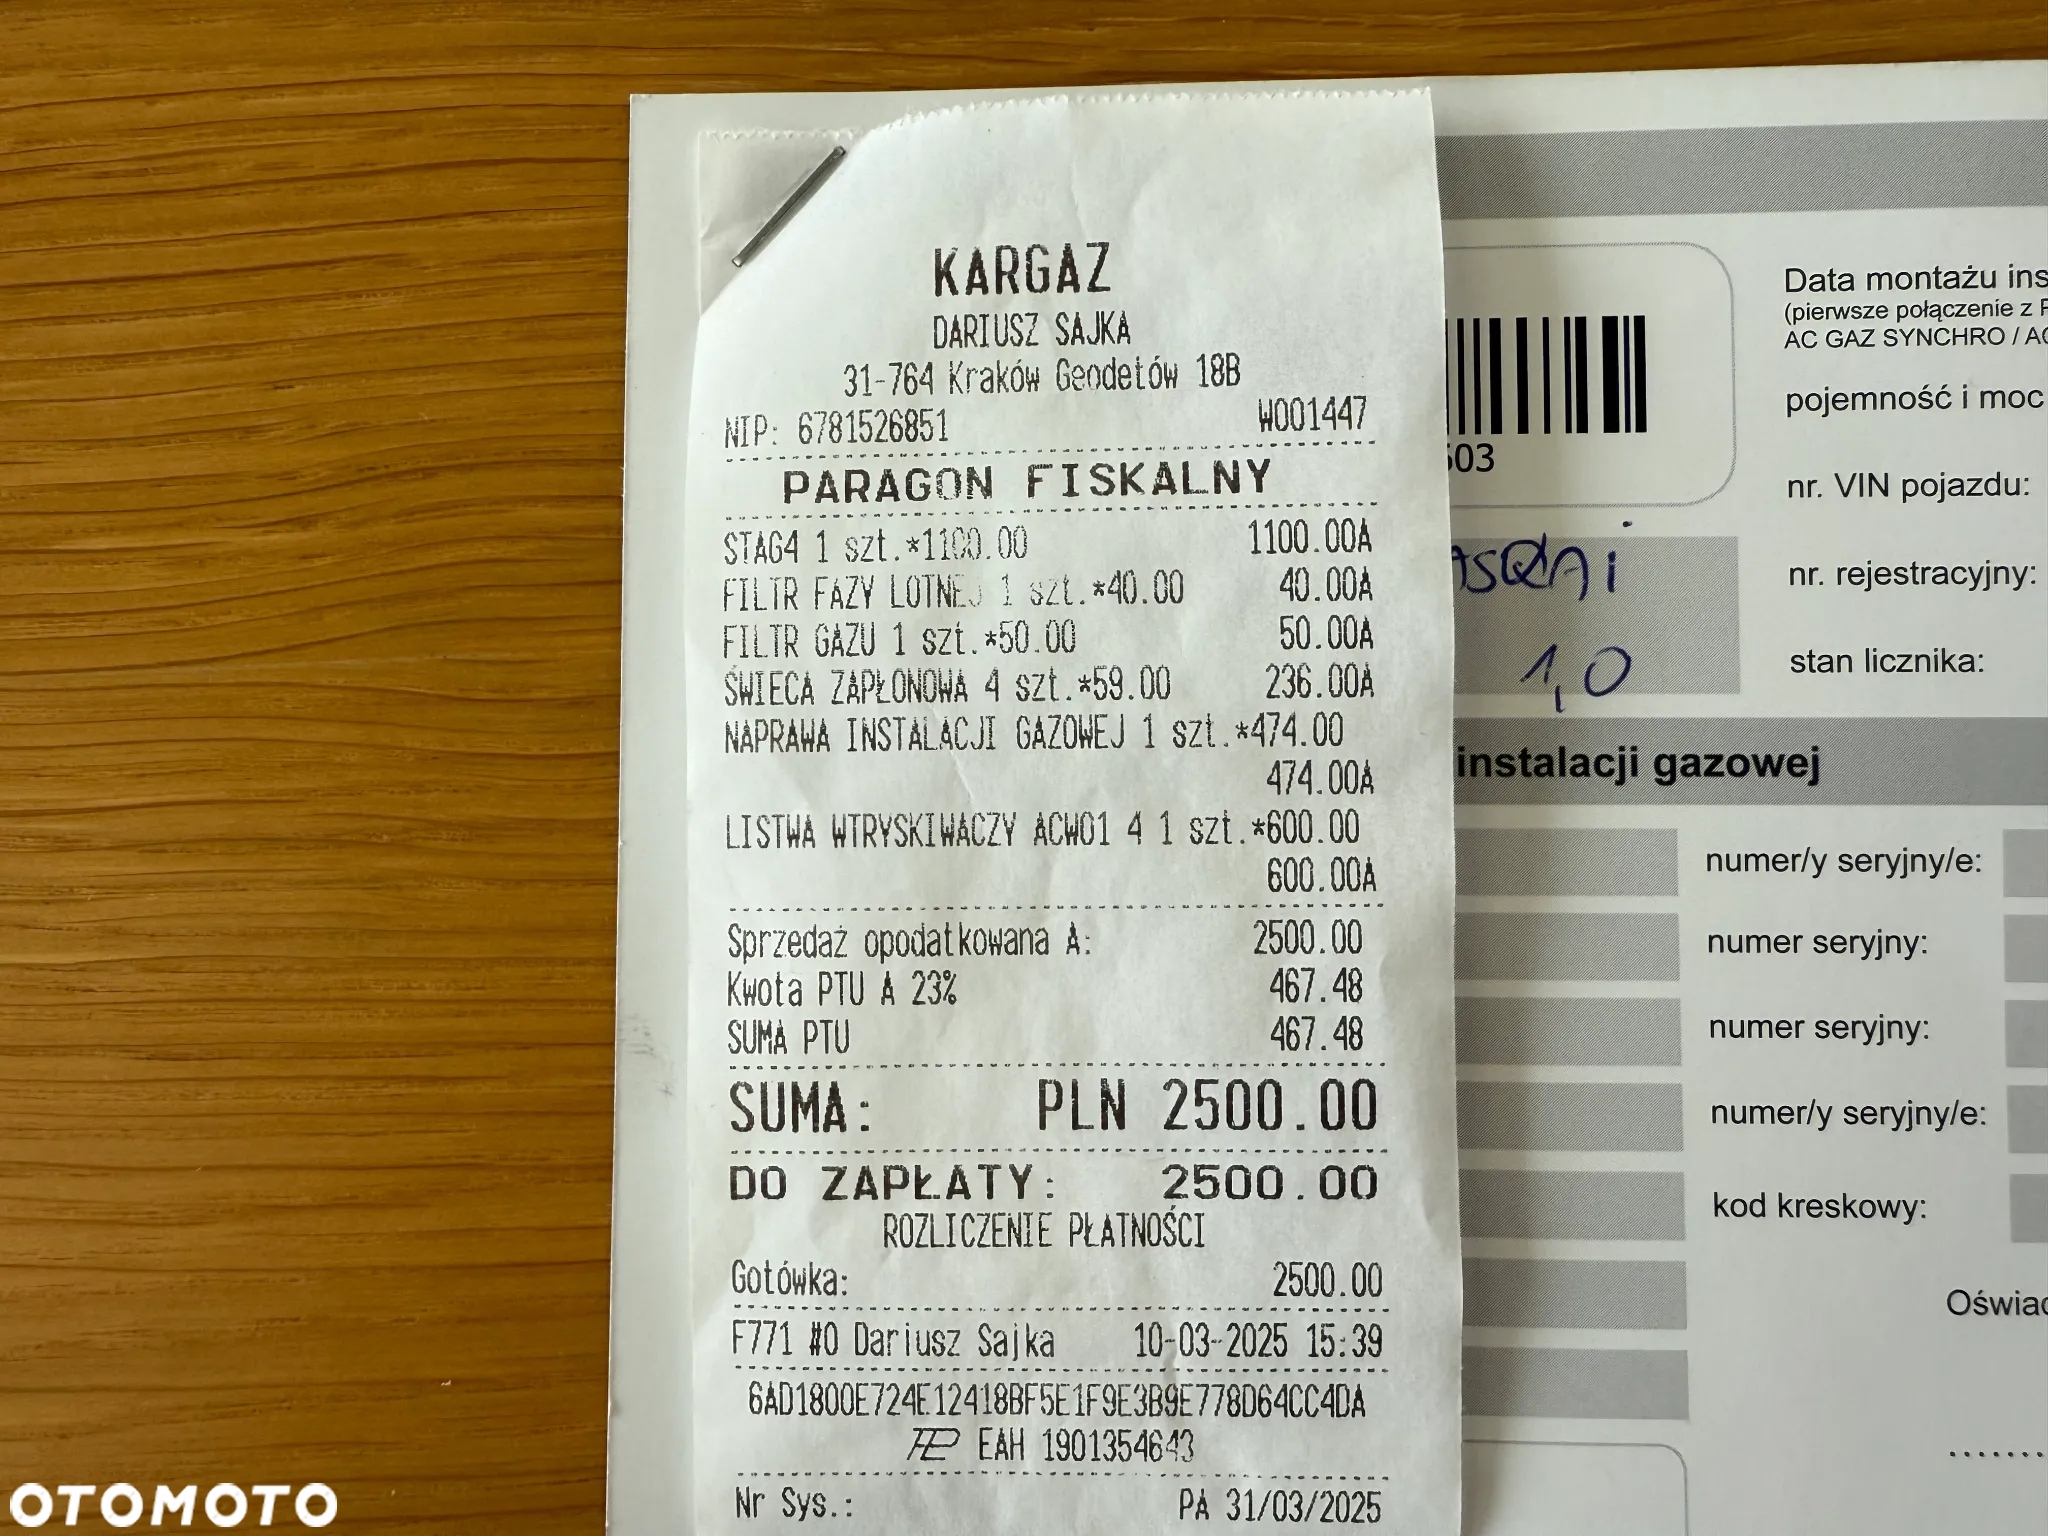 KARGAZ
DARIUSZ SAJKA
31-764 Kraków Geodetów 18B
NIP: 6781526851 W001447
PARAGON FISKALNY
STAG4 1 szt.*1100.00 1100.00A
FILTR FAZY LOTNEJ 1 szt.*40.00 40.00A
FILTR GAZU 1 szt.*50.00 50.00A
ŚWIECA ZAPŁONOWA 4 szt.*59.00 236.00A
NAPRAWA INSTALACJI GAZOWEJ 1 szt.*474.00
474.00A
LISTWA WTRYSKIWACZY ACW01 4 1 szt.*600.00
600.00A
Sprzedaż opodatkowana A: 2500.00
Kwota PTU A 23% 467.48
SUMA PTU 467.48
SUMA: PLN 2500.00
DO ZAPŁATY: 2500.00
ROZLICZENIE PŁATNOŚCI
Gotówka: 2500.00
F771 #0 Dariusz Sajka 10-03-2025 15:39
6AD1800E724E12418BF5E1F9E3B9E778D64CC4DA
EAH 1901354643
Nr Sys.: PA 31/03/2025
Data montażu ins
(pierwsze połączenie z
AC GAZ SYNCHRO / AC
pojemność i moc
503
nr. VIN pojazdu:
nr. rejestracyjny:
stan licznika:
1,0
instalacji gazowej
numer/y seryjny/e:
numer seryjny:
numer seryjny:
numer/y seryjny/e:
kod kreskowy:
Oświad
OTOMOTO